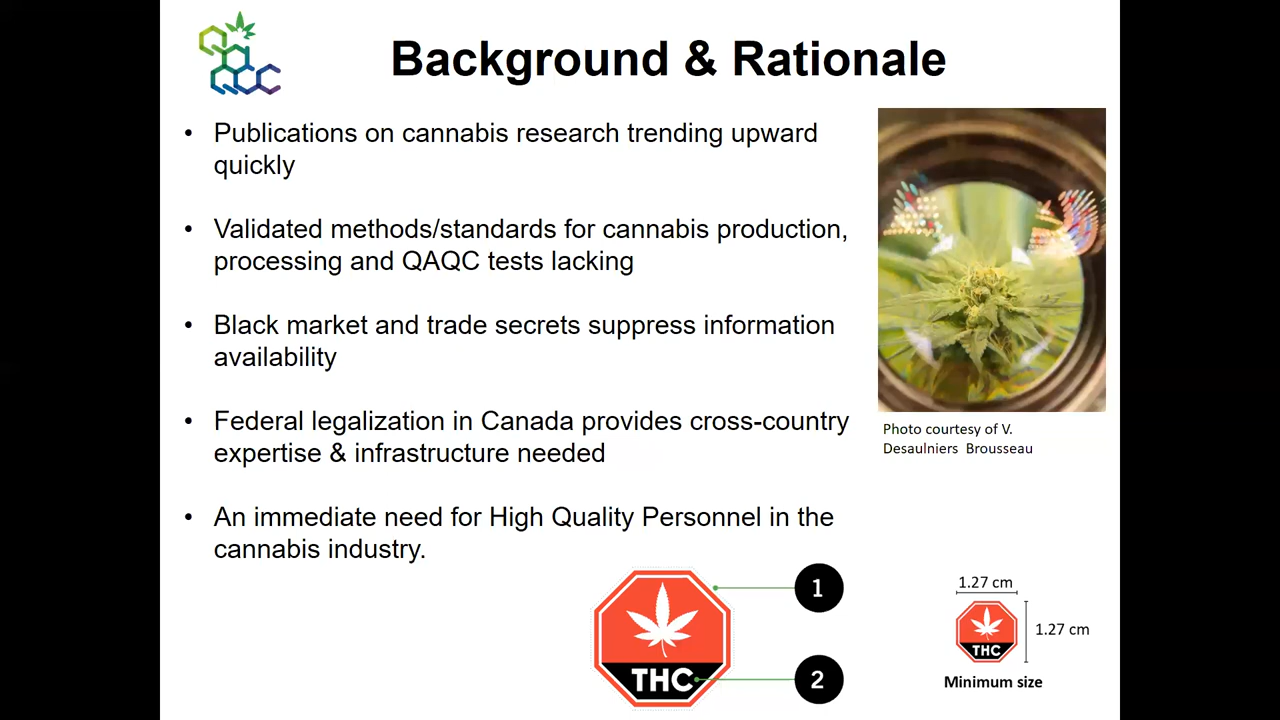 Background & Rationale
• Publications on cannabis research trending upward
quickly
• Validated methods/standards for cannabis production,
processing and QAQC tests lacking
• Black market and trade secrets suppress information
availability
• Federal legalization in Canada provides cross-country
expertise & infrastructure needed
• An immediate need for High Quality Personnel in the
cannabis industry.
Photo courtesy of V.
Desaulniers Brousseau
1
THC
2
1.27 cm
1.27 cm
THC
Minimum size